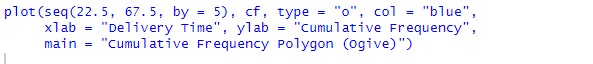 plot(seq(22.5, 67.5, by = 5), cf, type = "o", col = "blue",
     xlab = "Delivery Time", ylab = "Cumulative Frequency",
     main = "Cumulative Frequency Polygon (Ogive)")